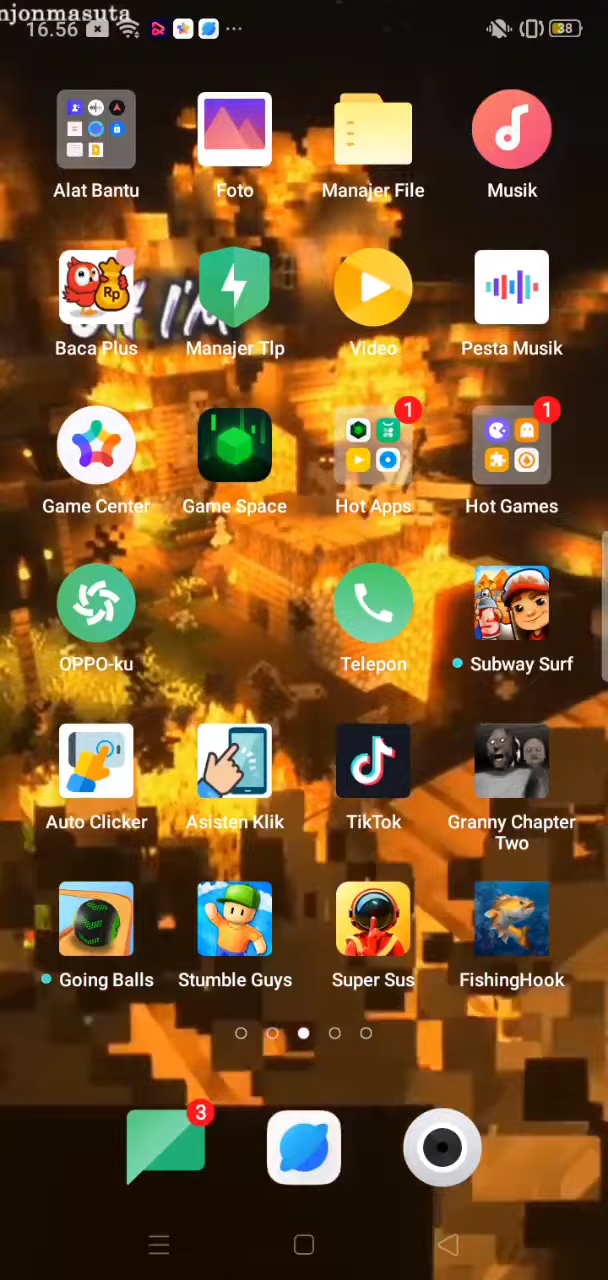 njonmasuta
16.56
38
Alat Bantu
Foto
Manajer File
Musik
Rp
OH I'M
Baca Plus
Manajer Tlp
Video
Pesta Musik
1
1
Game Center
Game Space
Hot Apps
Hot Games
OPPO-ku
Telepon
Subway Surf
Auto Clicker
Asisten Klik
TikTok
Granny Chapter
Two
Going Balls
Stumble Guys
Super Sus
FishingHook
3